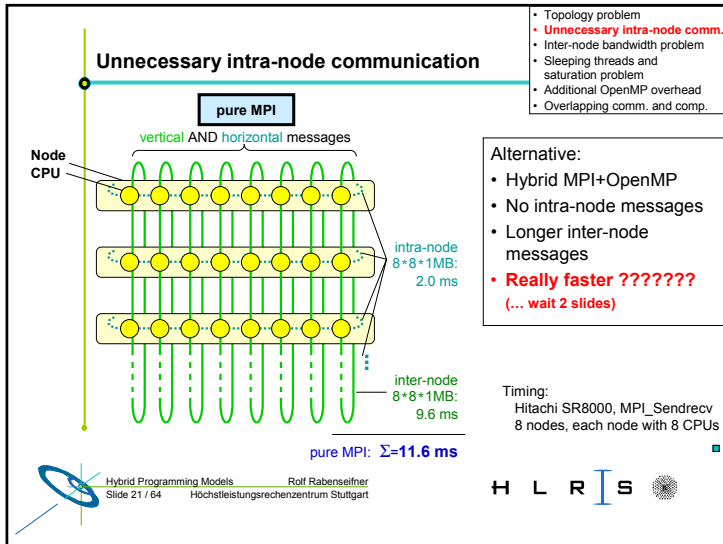 Unnecessary intra-node communication
• Topology problem
• Unnecessary intra-node comm.
• Inter-node bandwidth problem
• Sleeping threads and
saturation problem
• Additional OpenMP overhead
• Overlapping comm. and comp.
pure MPI
vertical AND horizontal messages
Node
CPU
intra-node
8*8*1MB:
2.0 ms
inter-node
8*8*1MB:
9.6 ms
pure MPI: Σ=11.6 ms
Alternative:
• Hybrid MPI+OpenMP
• No intra-node messages
• Longer inter-node
messages
• Really faster ???????
(… wait 2 slides)
Timing:
Hitachi SR8000, MPI_Sendrecv
8 nodes, each node with 8 CPUs
Hybrid Programming Models Rolf Rabenseifner
Slide 21 / 64 Höchstleistungsrechenzentrum Stuttgart
H L R I S